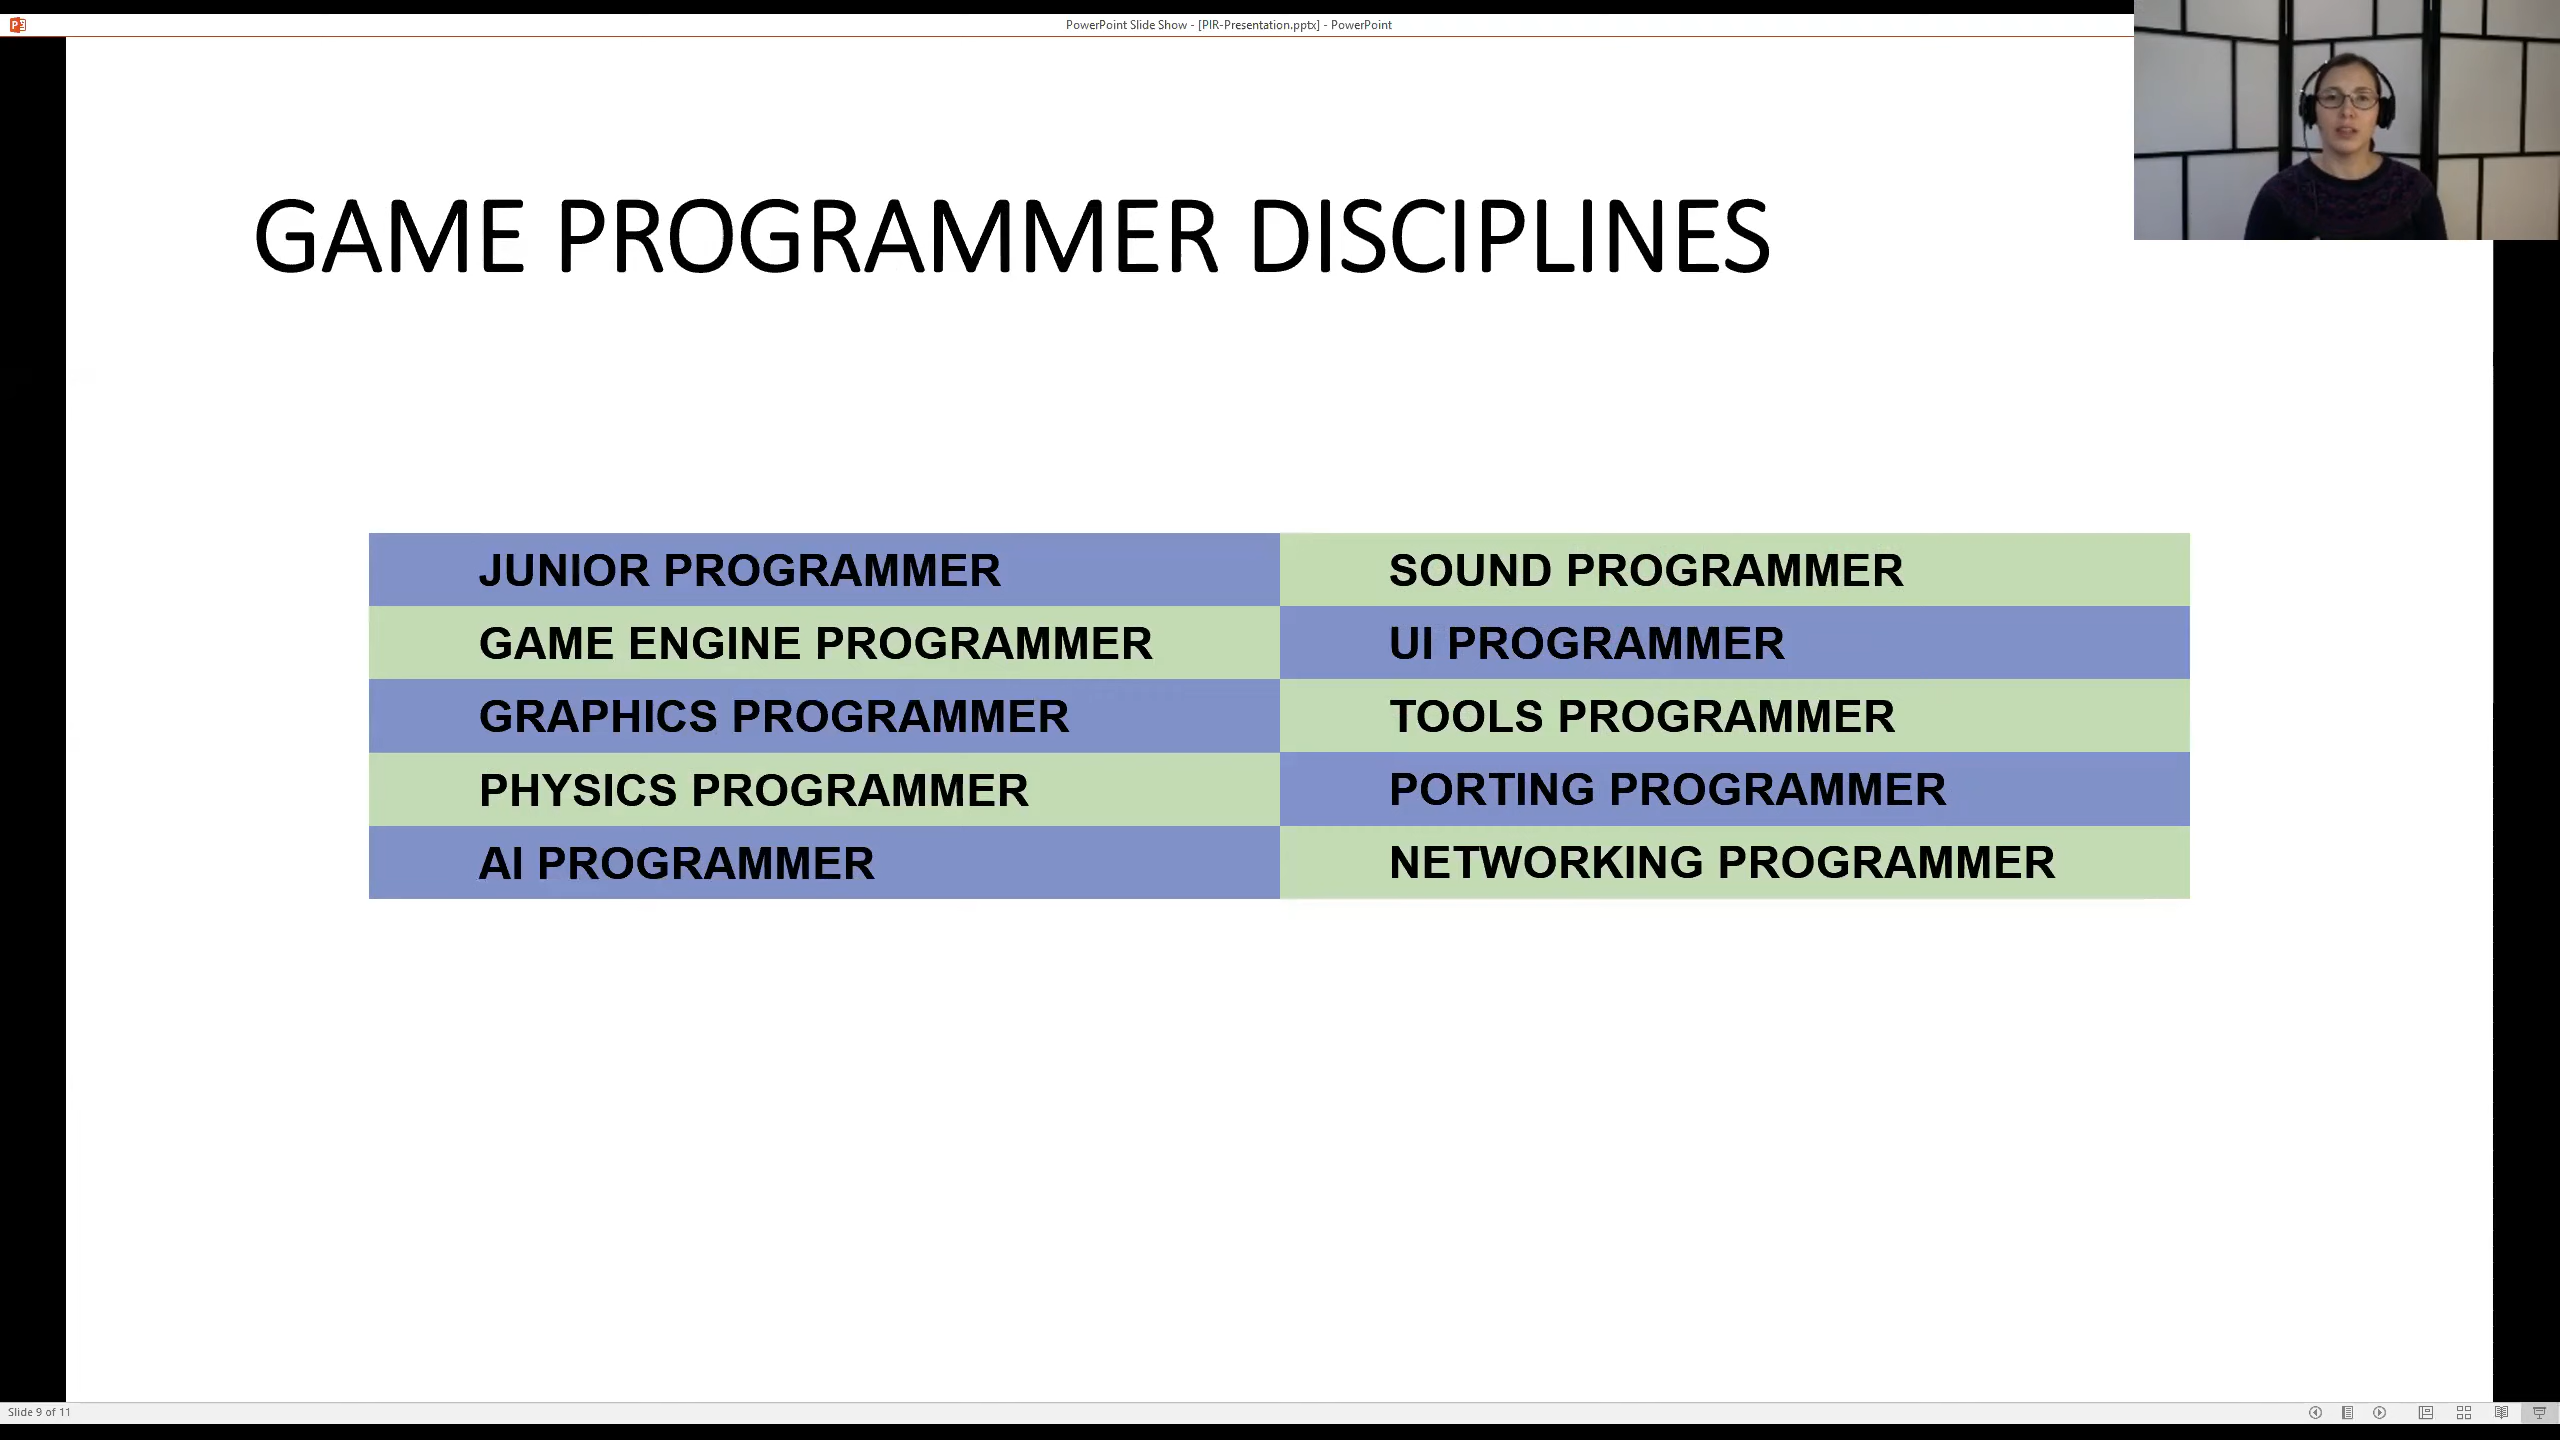 PowerPoint Slide Show - [PIR-Presentation.pptx] - PowerPoint
GAME PROGRAMMER DISCIPLINES
JUNIOR PROGRAMMER
SOUND PROGRAMMER
GAME ENGINE PROGRAMMER
UI PROGRAMMER
GRAPHICS PROGRAMMER
TOOLS PROGRAMMER
PHYSICS PROGRAMMER
PORTING PROGRAMMER
AI PROGRAMMER
NETWORKING PROGRAMMER
Slide 9 of 11